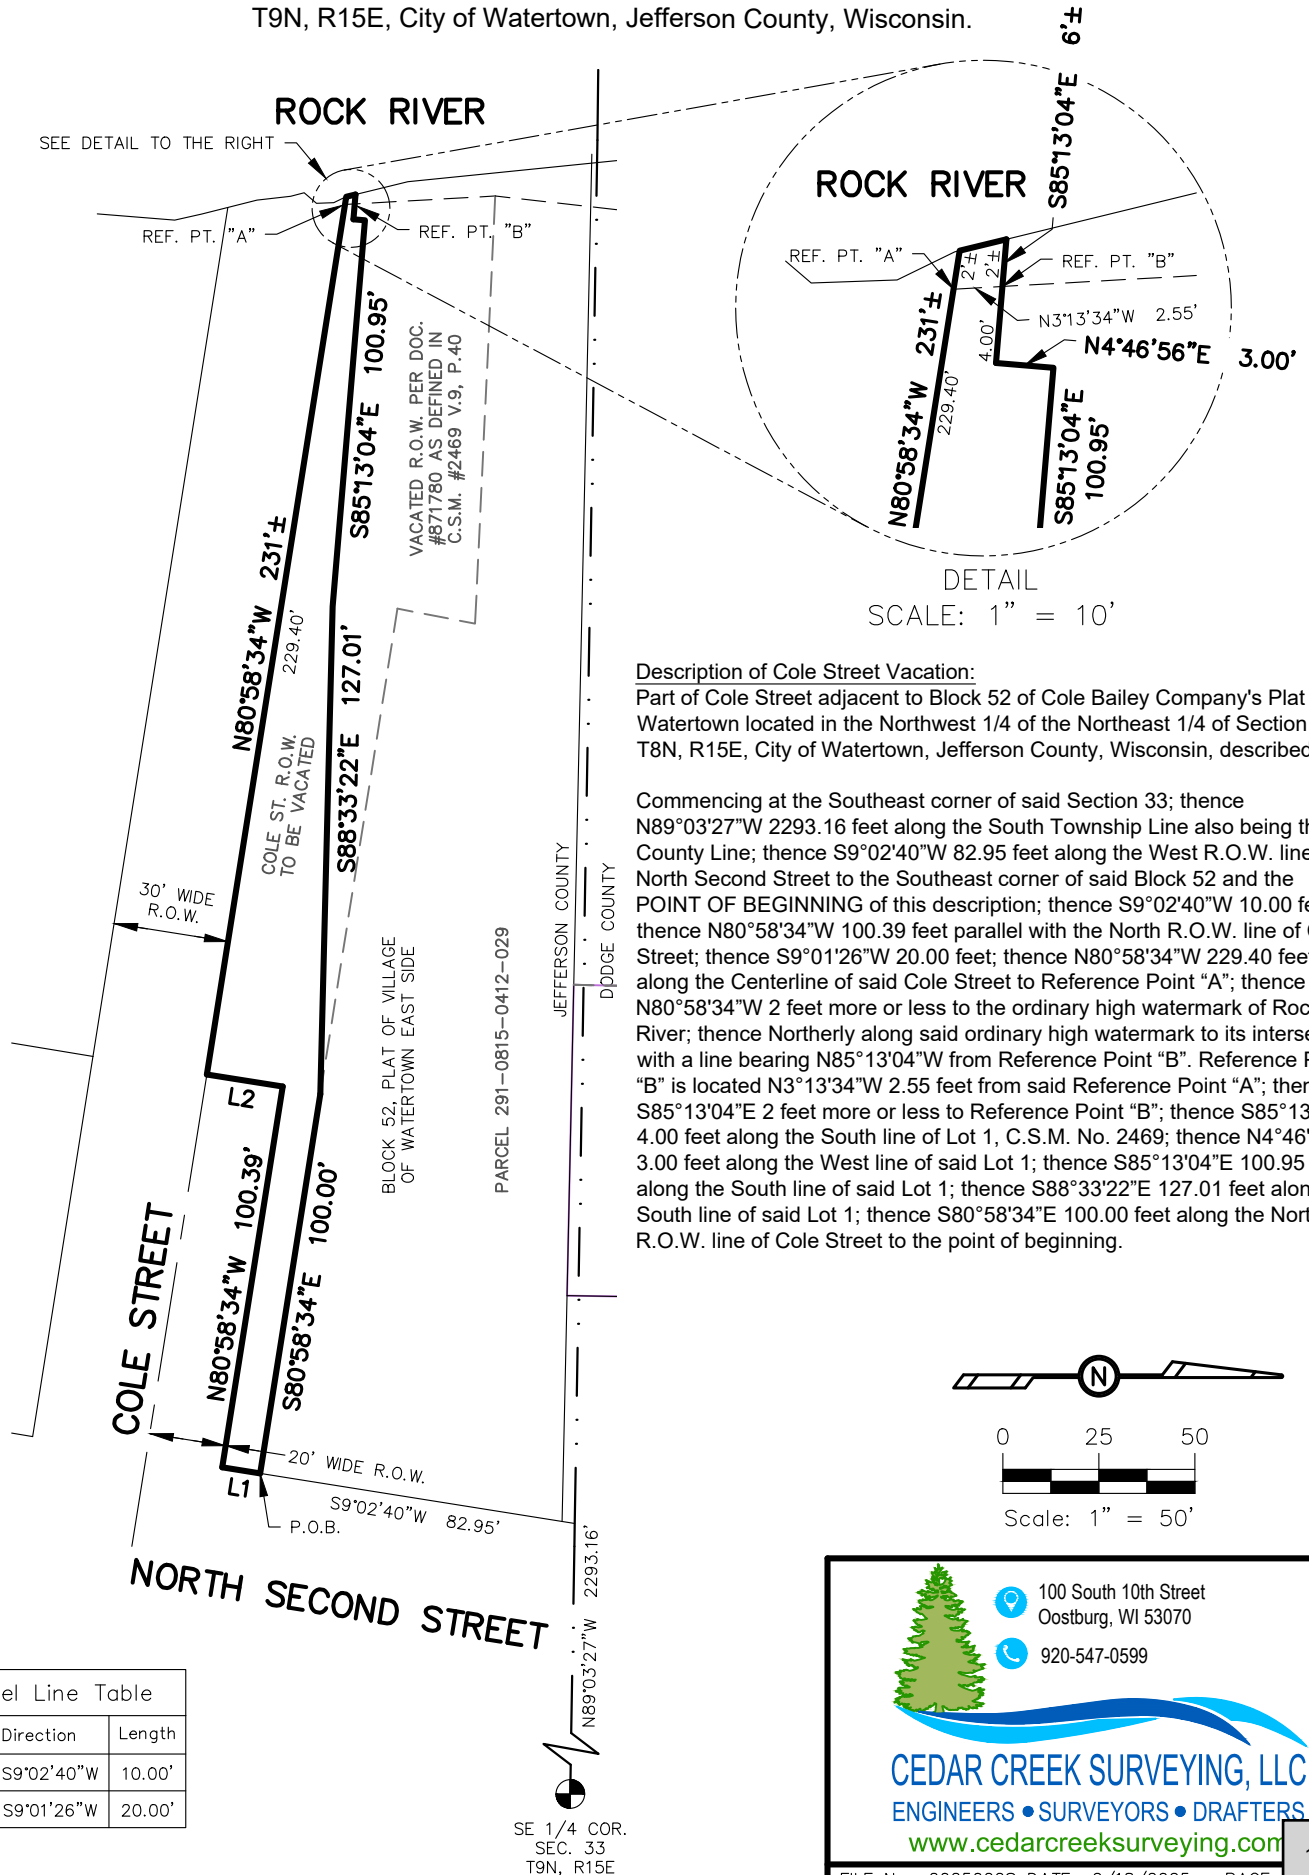 T9N, R15E, City of Watertown, Jefferson County, Wisconsin.
ROCK RIVER
SEE DETAIL TO THE RIGHT
REF. PT. "A"
REF. PT. "B"
N80°58'34"W 231'±
229.40'
S85°13'04"E 100.95'
VACATED R.O.W. PER DOC.
#871780 AS DEFINED IN
C.S.M. #2469 V.9, P.40
COLE ST. R.O.W.
TO BE VACATED
S88°33'22"E 127.01'
30' WIDE
R.O.W.
BLOCK 52, PLAT OF VILLAGE
OF WATERTOWN EAST SIDE
PARCEL 291-0815-0412-029
JEFFERSON COUNTY
DODGE COUNTY
L2
N80°58'34"W 100.39'
S80°58'34"E 100.00'
COLE STREET
20' WIDE R.O.W.
L1
S9°02'40"W 82.95'
P.O.B.
NORTH SECOND STREET
N89°03'27"W 2293.16'
SE 1/4 COR.
SEC. 33
T9N, R15E
ROCK RIVER
S85°13'04"E 6'±
REF. PT. "A"
2'±
2'±
REF. PT. "B"
N3°13'34"W 2.55'
4.00'
N4°46'56"E 3.00'
N80°58'34"W 231'±
229.40'
S85°13'04"E
100.95'
DETAIL
SCALE: 1" = 10'
Description of Cole Street Vacation:
Part of Cole Street adjacent to Block 52 of Cole Bailey Company's Plat
Watertown located in the Northwest 1/4 of the Northeast 1/4 of Section
T8N, R15E, City of Watertown, Jefferson County, Wisconsin, described
Commencing at the Southeast corner of said Section 33; thence
N89°03'27"W 2293.16 feet along the South Township Line also being
County Line; thence S9°02'40"W 82.95 feet along the West R.O.W. line
North Second Street to the Southeast corner of said Block 52 and the
POINT OF BEGINNING of this description; thence S9°02'40"W 10.00
thence N80°58'34"W 100.39 feet parallel with the North R.O.W. line of
Street; thence S9°01'26"W 20.00 feet; thence N80°58'34"W 229.40
along the Centerline of said Cole Street to Reference Point “A”; thence
N80°58'34"W 2 feet more or less to the ordinary high watermark of
River; thence Northerly along said ordinary high watermark to its
with a line bearing N85°13'04"W from Reference Point “B”. Reference
“B” is located N3°13'34"W 2.55 feet from said Reference Point “A”;
S85°13'04"E 2 feet more or less to Reference Point “B”; thence
4.00 feet along the South line of Lot 1, C.S.M. No. 2469; thence
3.00 feet along the West line of said Lot 1; thence S85°13'04"E 100.95
along the South line of said Lot 1; thence S88°33'22"E 127.01 feet
South line of said Lot 1; thence S80°58'34"E 100.00 feet along the
R.O.W. line of Cole Street to the point of beginning.
N
0 25 50
Scale: 1" = 50'
Line Table
Direction Length
S9°02'40"W 10.00'
S9°01'26"W 20.00'
100 South 10th Street
Oostburg, WI 53070
920-547-0599
CEDAR CREEK SURVEYING, LLC
ENGINEERS • SURVEYORS • DRAFTERS
www.cedarcreeksurveying.com